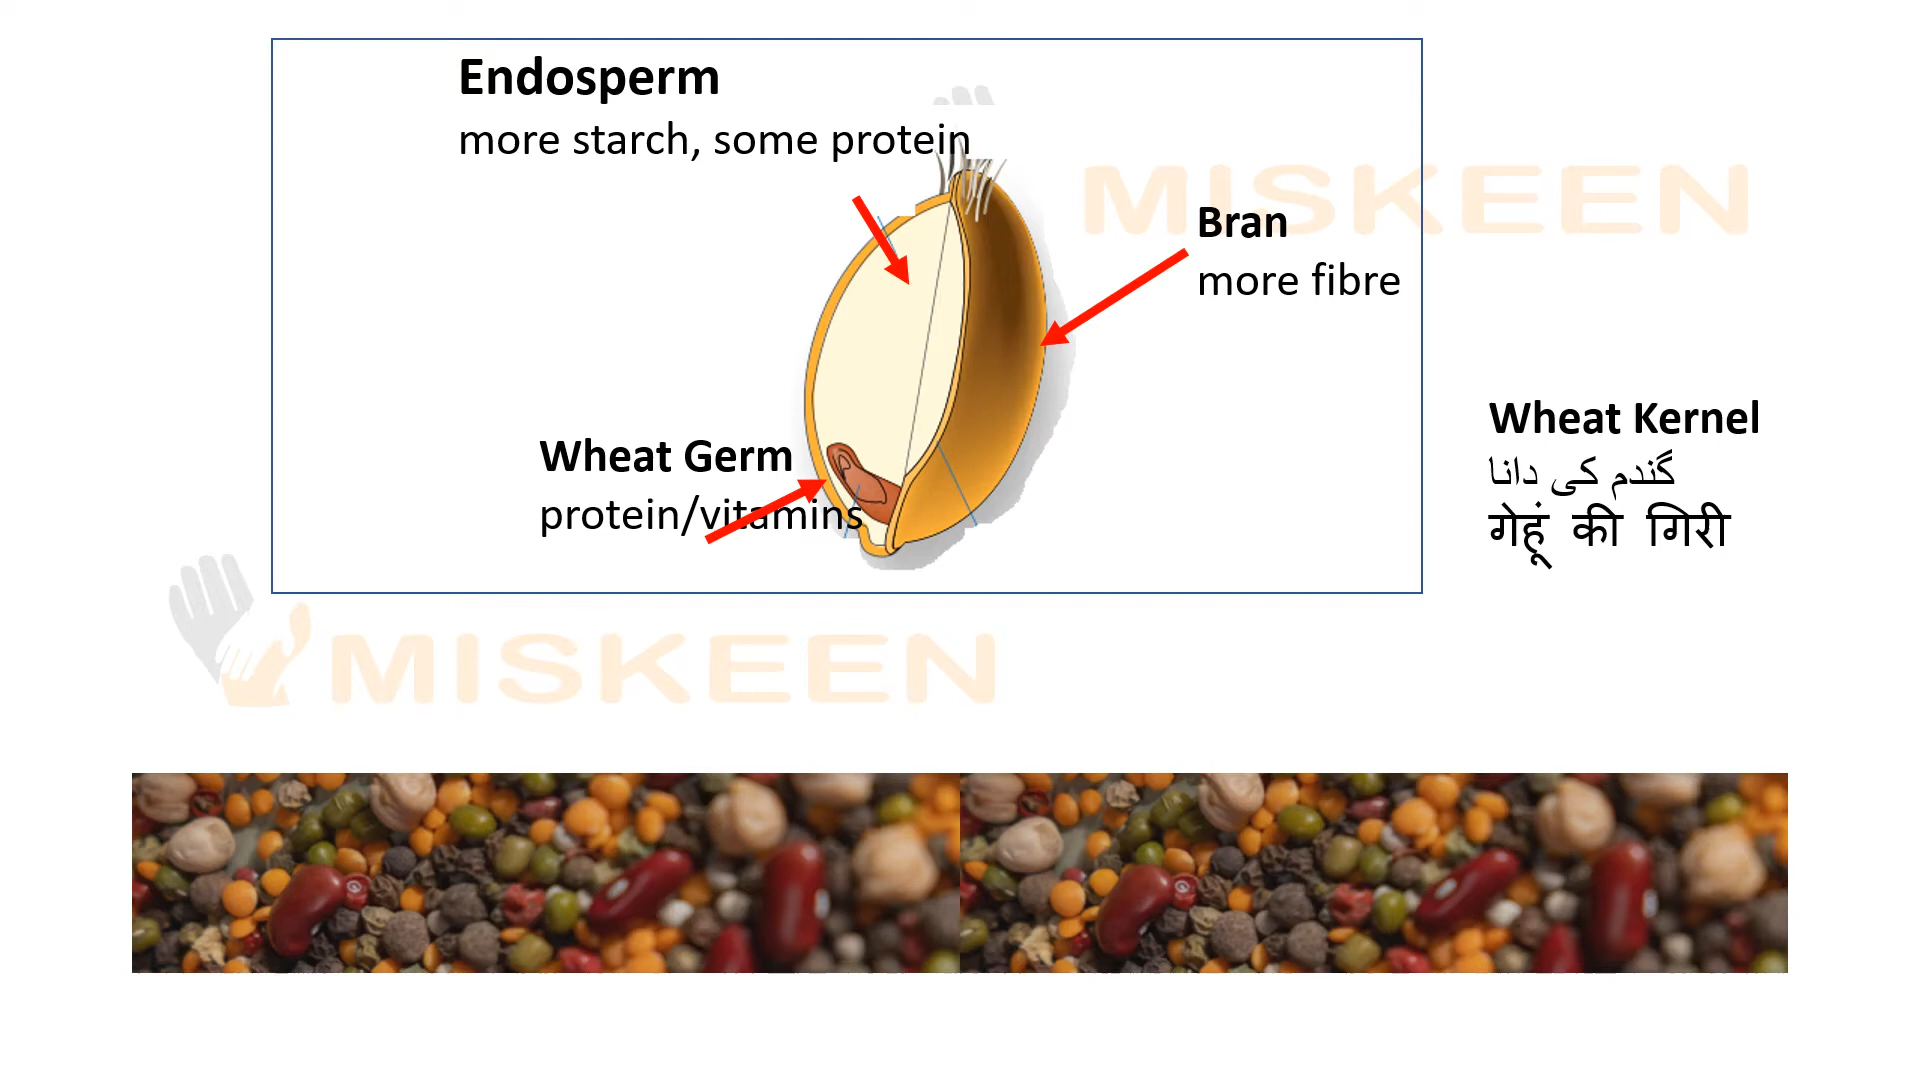 Endosperm
more starch, some protein
MISKEEN
Bran
more fibre
Wheat Germ
protein/vitamins
Wheat Kernel
گندم کی دانا
गेहूं की गिरी
MISKEEN